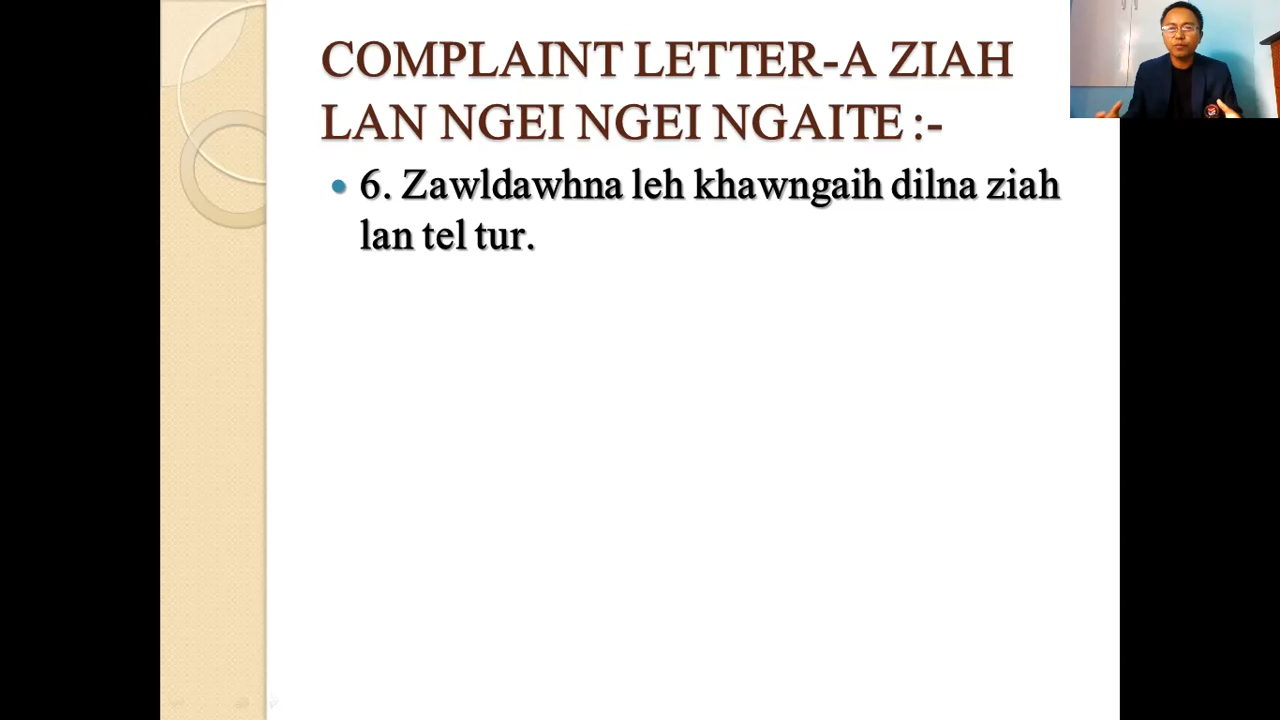 COMPLAINT LETTER-A ZIAH
LAN NGEI NGEI NGAITE :-
• 6. Zawldawhna leh khawngaih dilna ziah
lan tel tur.